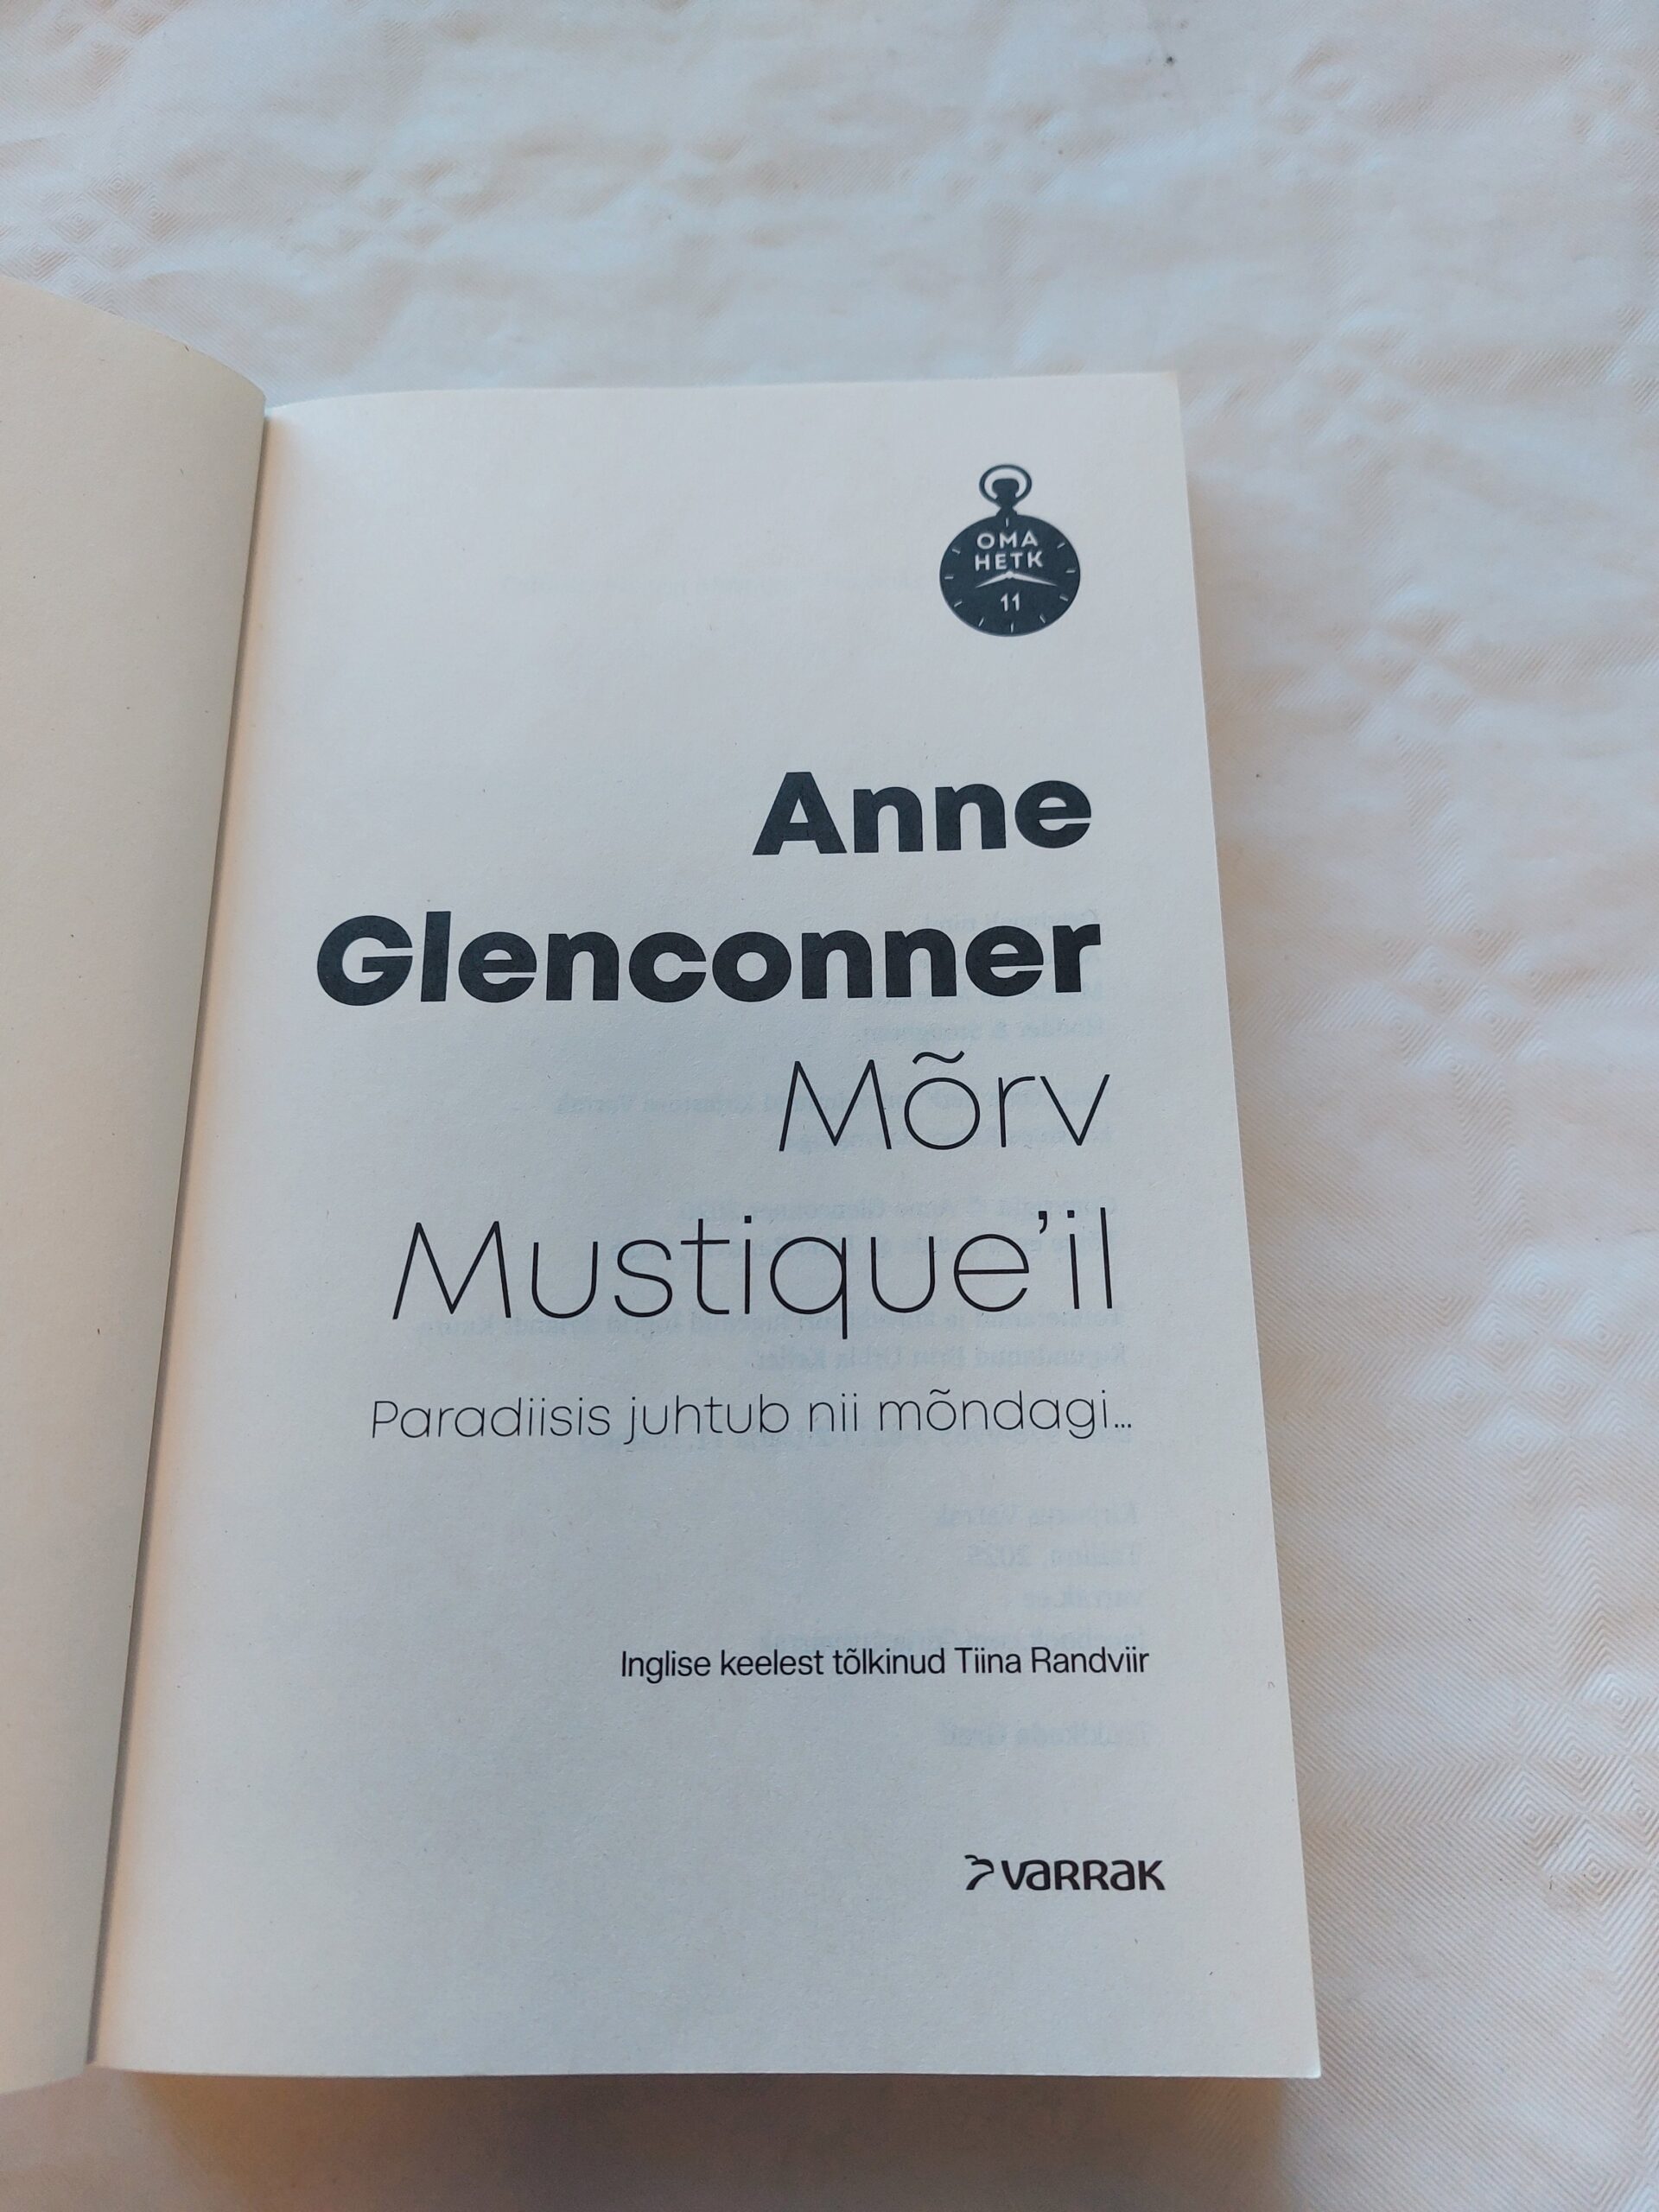 OMA
HETK
11
Anne
Glenconner
Mõrv
Mustique’il
Paradiisis juhtub nii mõndagi...
Inglise keelest tõlkinud Tiina Randviir
varrak